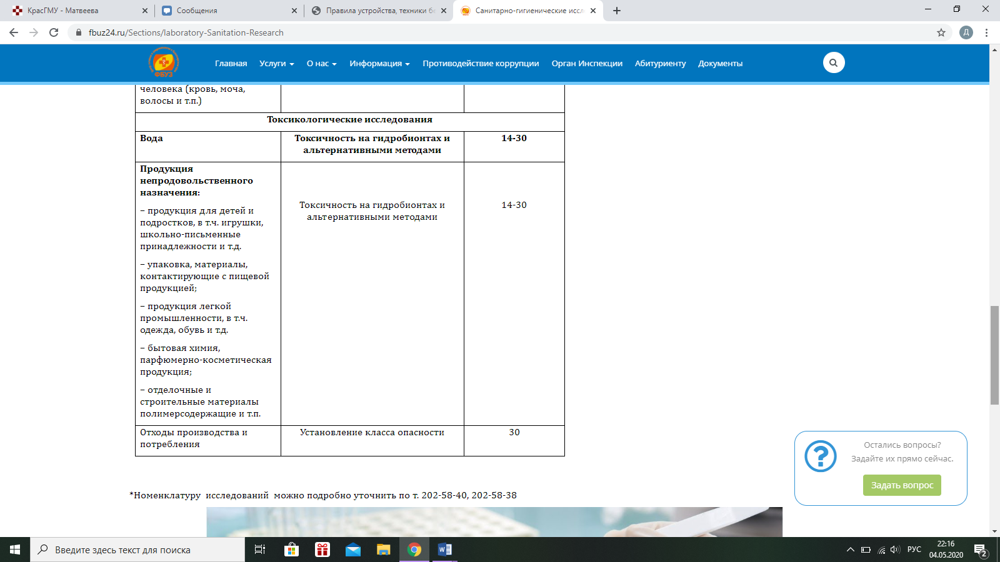 КрасГМУ - Матвеева
Сообщения
Правила устройства, техники бе
Санитарно-гигиенические иссл
fbuz24.ru/Sections/laboratory-Sanitation-Research
Д
ФБУЗ
Главная
Услуги
О нас
Информация
Противодействие коррупции
Орган Инспекции
Абитуриенту
Документы
человека (кровь, моча,
волосы и т.п.)
Токсикологические исследования
Вода
Токсичность на гидробионтах и
альтернативными методами
14-30
Продукция
непродовольственного
назначения:
– продукция для детей и
подростков, в т.ч. игрушки,
школьно-письменные
принадлежности и т.д.
– упаковка, материалы,
контактирующие с пищевой
продукцией;
– продукция легкой
промышленности, в т.ч.
одежда, обувь и т.д.
– бытовая химия,
парфюмерно-косметическая
продукция;
– отделочные и
строительные материалы
полимерсодержащие и т.п.
Токсичность на гидробионтах и
альтернативными методами
14-30
Отходы производства и
потребления
Установление класса опасности
30
*Номенклатуру исследований можно подробно уточнить по т. 202-58-40, 202-58-38
Остались вопросы?
Задайте их прямо сейчас.
Задать вопрос
Введите здесь текст для поиска
РУС
22:16
04.05.2020
2